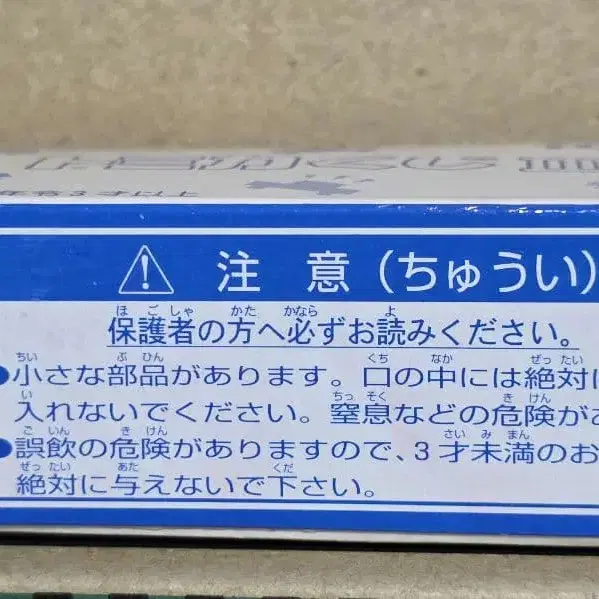 注意(ちゅうい)
保護者の方へ必ずお読みください。
●小さな部品があります。口の中には絶対に
入れないでください。窒息などの危険が
●誤飲の危険がありますので、3才未満のお
絶対に与えないで下さい。